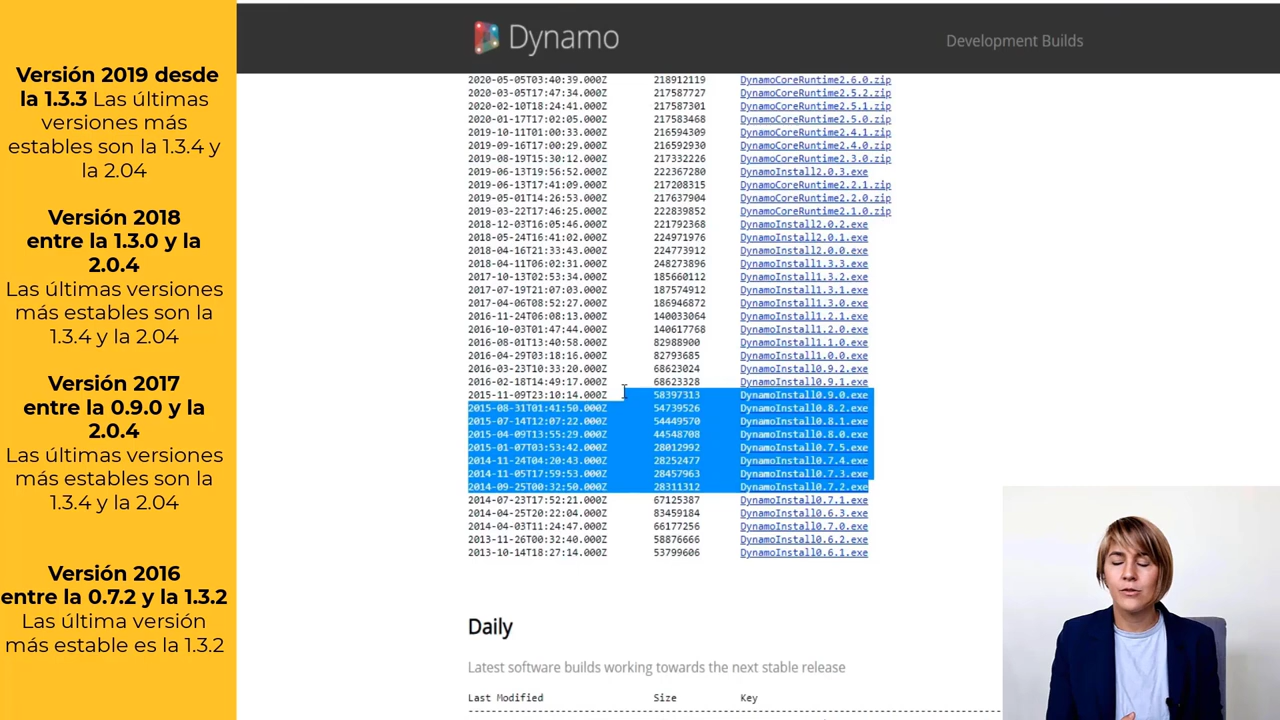 Versión 2019 desde
la 1.3.3 Las últimas
versiones más
estables son la 1.3.4 y
la 2.04
Versión 2018
entre la 1.3.0 y la
2.0.4
Las últimas versiones
más estables son la
1.3.4 y la 2.04
Versión 2017
entre la 0.9.0 y la
2.0.4
Las últimas versiones
más estables son la
1.3.4 y la 2.04
Versión 2016
entre la 0.7.2 y la 1.3.2
Las última versión
más estable es la 1.3.2
Dynamo
Development Builds
2020-05-05T03:40:39.000Z 218912119 DynamoCoreRuntime2.6.0.zip
2020-03-05T17:47:34.000Z 217587727 DynamoCoreRuntime2.5.2.zip
2020-02-10T18:24:41.000Z 217587301 DynamoCoreRuntime2.5.1.zip
2020-01-17T17:02:05.000Z 217583468 DynamoCoreRuntime2.5.0.zip
2019-10-11T01:00:33.000Z 216594309 DynamoCoreRuntime2.4.1.zip
2019-09-16T17:00:29.000Z 216592930 DynamoCoreRuntime2.4.0.zip
2019-08-19T15:30:12.000Z 217332226 DynamoCoreRuntime2.3.0.zip
2019-06-13T19:56:52.000Z 222367280 DynamoInstall2.0.3.exe
2019-06-13T17:41:09.000Z 217208315 DynamoCoreRuntime2.2.1.zip
2019-05-01T14:26:53.000Z 217637904 DynamoCoreRuntime2.2.0.zip
2019-03-22T17:46:25.000Z 222839852 DynamoCoreRuntime2.1.0.zip
2018-12-03T16:05:46.000Z 221792368 DynamoInstall2.0.2.exe
2018-05-24T16:41:02.000Z 224971976 DynamoInstall2.0.1.exe
2018-04-16T21:33:43.000Z 224773912 DynamoInstall2.0.0.exe
2018-04-11T06:02:31.000Z 248273896 DynamoInstall1.3.3.exe
2017-10-13T02:53:34.000Z 185660112 DynamoInstall1.3.2.exe
2017-07-19T21:07:03.000Z 187574912 DynamoInstall1.3.1.exe
2017-04-06T08:52:27.000Z 186946872 DynamoInstall1.3.0.exe
2016-11-24T06:08:13.000Z 140033064 DynamoInstall1.2.1.exe
2016-10-03T01:47:44.000Z 140617768 DynamoInstall1.2.0.exe
2016-08-01T13:40:58.000Z 82988900 DynamoInstall1.1.0.exe
2016-04-29T03:18:16.000Z 82793685 DynamoInstall1.0.0.exe
2016-03-23T10:33:20.000Z 68623024 DynamoInstall0.9.2.exe
2016-02-18T14:49:17.000Z 68623328 DynamoInstall0.9.1.exe
2015-11-09T23:10:14.000Z 58397313 DynamoInstall0.9.0.exe
2015-08-31T01:41:50.000Z 54739526 DynamoInstall0.8.2.exe
2015-07-14T12:07:22.000Z 54449570 DynamoInstall0.8.1.exe
2015-04-09T13:55:29.000Z 44548708 DynamoInstall0.8.0.exe
2015-01-07T03:53:42.000Z 28012992 DynamoInstall0.7.5.exe
2014-11-24T04:20:43.000Z 28252477 DynamoInstall0.7.4.exe
2014-11-05T17:59:53.000Z 28457963 DynamoInstall0.7.3.exe
2014-09-25T00:32:50.000Z 28311312 DynamoInstall0.7.2.exe
2014-07-23T17:52:21.000Z 67125387 DynamoInstall0.7.1.exe
2014-04-25T20:22:04.000Z 83459184 DynamoInstall0.6.3.exe
2014-04-03T11:24:47.000Z 66177256 DynamoInstall0.7.0.exe
2013-11-26T00:32:40.000Z 58876666 DynamoInstall0.6.2.exe
2013-10-14T18:27:14.000Z 53799606 DynamoInstall0.6.1.exe
Daily
Latest software builds working towards the next stable release
Last Modified Size Key